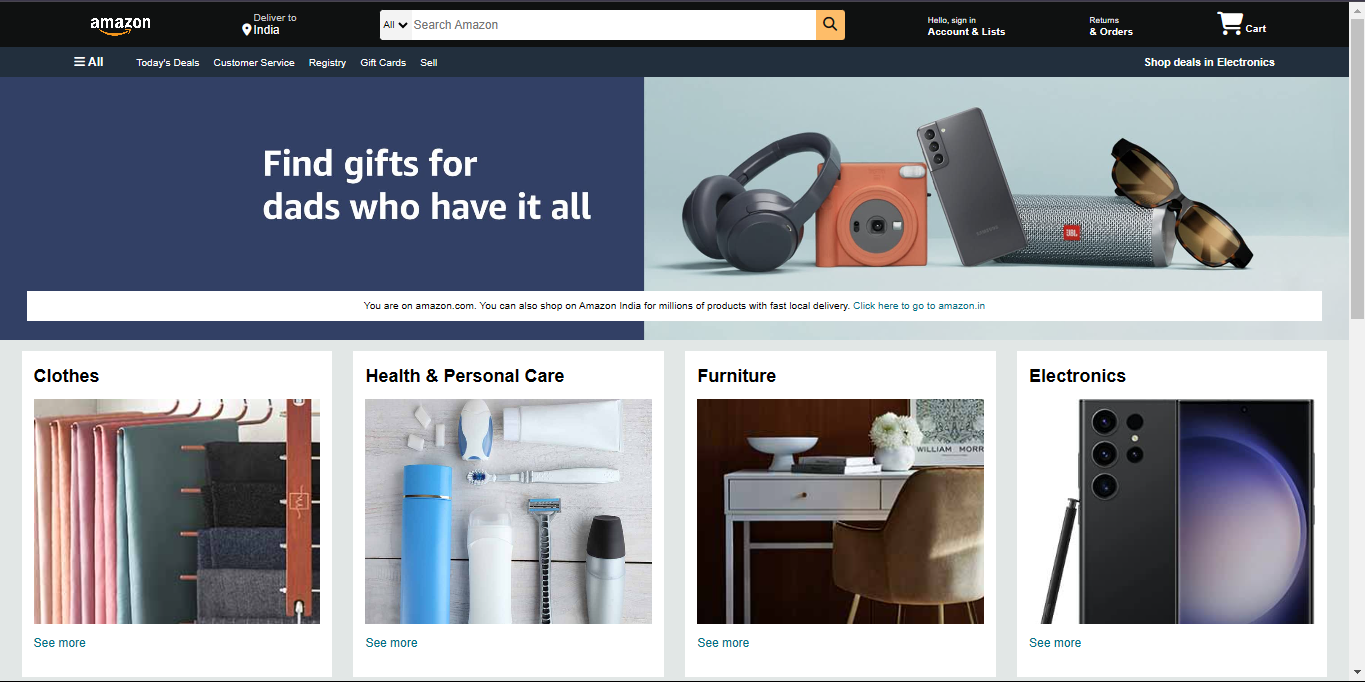 amazon
Deliver to
India
All
Search Amazon
Hello, sign in
Account & Lists
Returns
& Orders
Cart
All
Today's Deals
Customer Service
Registry
Gift Cards
Sell
Shop deals in Electronics
Find gifts for
dads who have it all
JBL
SAMSUNG
You are on amazon.com. You can also shop on Amazon India for millions of products with fast local delivery. Click here to go to amazon.in
Clothes
Health & Personal Care
Furniture
Electronics
WILLIAM MORR
See more
See more
See more
See more